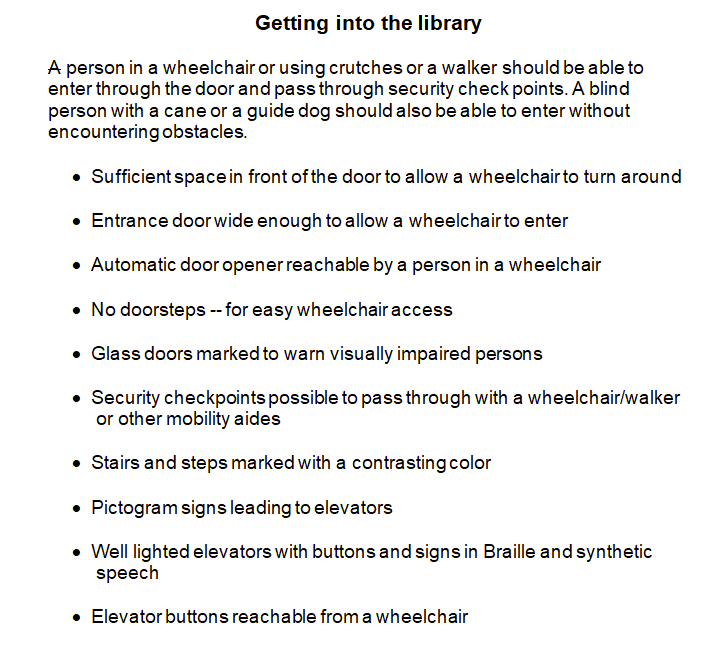 Getting into the library
A person in a wheelchair or using crutches or a walker should be able to
enter through the door and pass through security check points. A blind
person with a cane or a guide dog should also be able to enter without
encountering obstacles.
• Sufficient space in front of the door to allow a wheelchair to turn around
• Entrance door wide enough to allow a wheelchair to enter
• Automatic door opener reachable by a person in a wheelchair
• No doorsteps -- for easy wheelchair access
• Glass doors marked to warn visually impaired persons
• Security checkpoints possible to pass through with a wheelchair/walker
or other mobility aides
• Stairs and steps marked with a contrasting color
• Pictogram signs leading to elevators
• Well lighted elevators with buttons and signs in Braille and synthetic
speech
• Elevator buttons reachable from a wheelchair